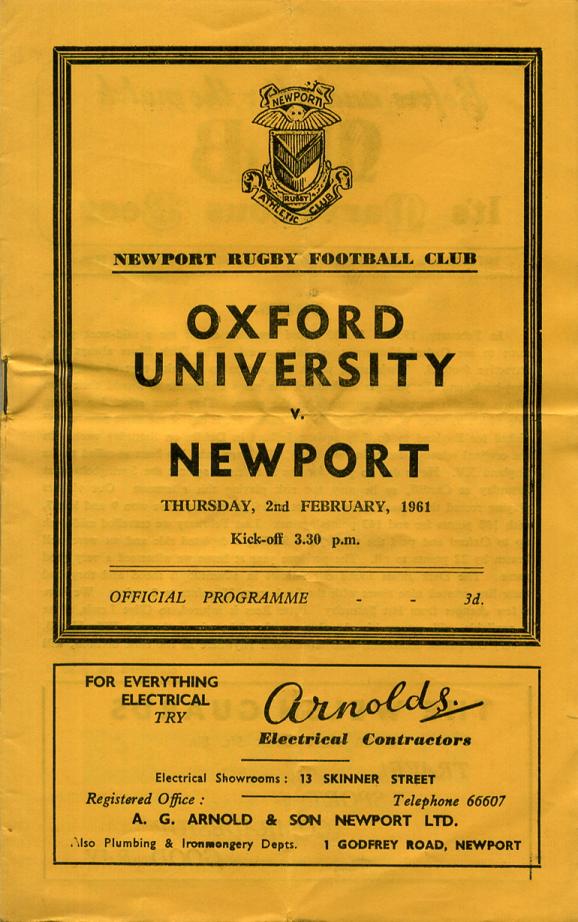 NEWPORT
RUGBY
ATHLETIC CLUB
NEWPORT RUGBY FOOTBALL CLUB
OXFORD
UNIVERSITY
v.
NEWPORT
THURSDAY, 2nd FEBRUARY, 1961
Kick-off 3.30 p.m.
OFFICIAL PROGRAMME - - 3d.
FOR EVERYTHING
ELECTRICAL
TRY
Arnolds.
Electrical Contractors
Electrical Showrooms : 13 SKINNER STREET
Registered Office : Telephone 66607
A. G. ARNOLD & SON NEWPORT LTD.
Also Plumbing & Ironmongery Depts. 1 GODFREY ROAD, NEWPORT